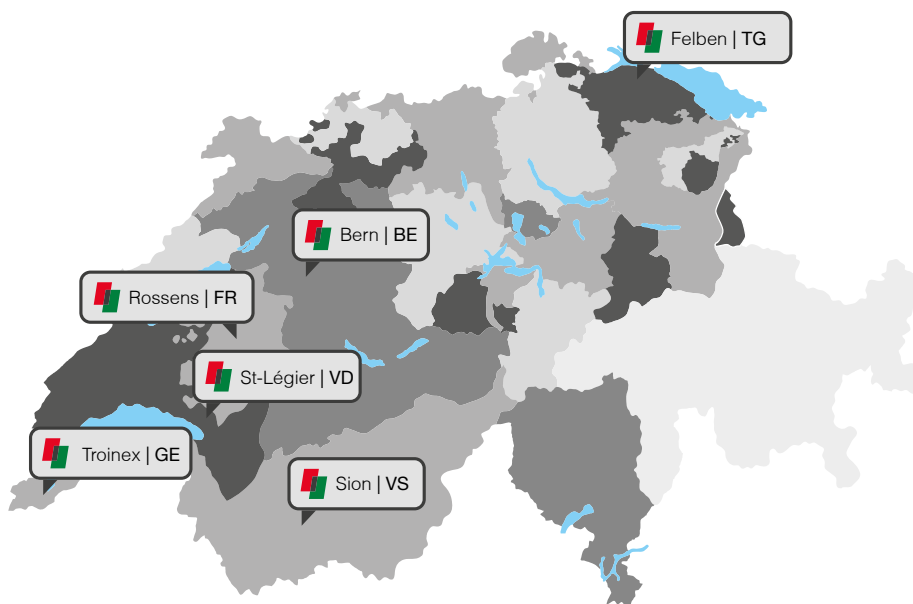 Felben | TG
Bern | BE
Rossens | FR
St-Légier | VD
Troinex | GE
Sion | VS